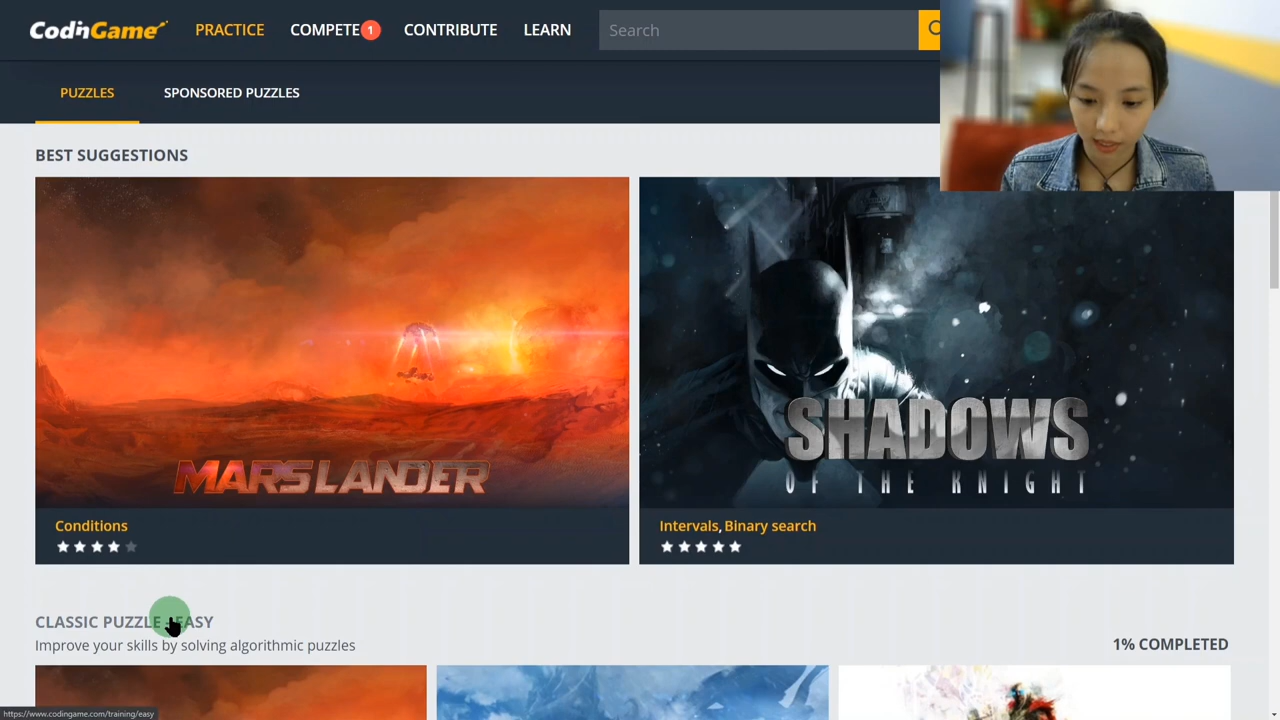 CodinGame
PRACTICE COMPETE 1 CONTRIBUTE LEARN Search
PUZZLES SPONSORED PUZZLES
BEST SUGGESTIONS
MARS LANDER
SHADOWS
OF THE KNIGHT
Conditions
Intervals, Binary search
CLASSIC PUZZLE - EASY
Improve your skills by solving algorithmic puzzles
1% COMPLETED
https://www.codingame.com/training/easy